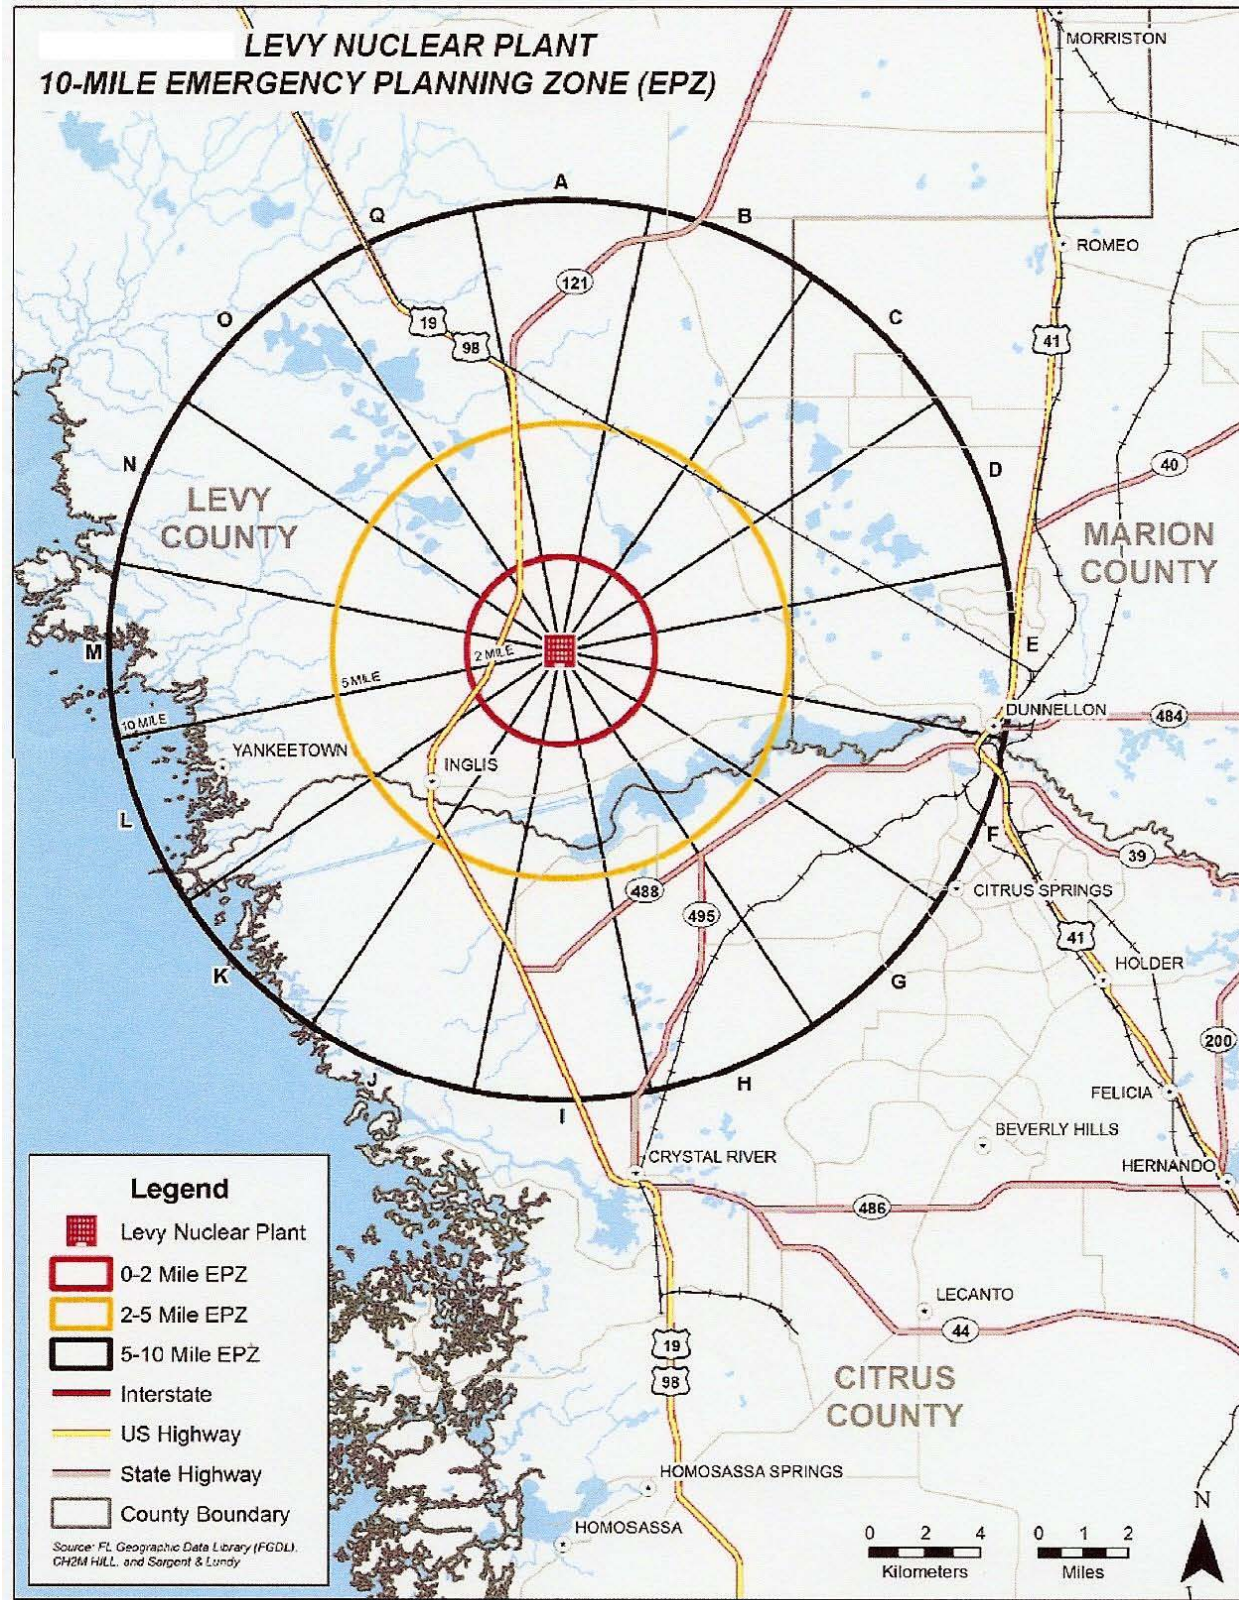 LEVY NUCLEAR PLANT
10-MILE EMERGENCY PLANNING ZONE (EPZ)
MORRISTON
A
Q
B
ROMEO
121
O
19
C
98
41
N
D
40
LEVY
COUNTY
MARION
COUNTY
M
2 MILE
E
5 MILE
10 MILE
DUNNELLON
484
YANKEETOWN
INGLIS
L
F
39
488
CITRUS SPRINGS
495
41
HOLDER
K
G
200
J
H
FELICIA
I
BEVERLY HILLS
CRYSTAL RIVER
HERNANDO
486
LECANTO
44
19
98
CITRUS
COUNTY
HOMOSASSA SPRINGS
HOMOSASSA
Legend
Levy Nuclear Plant
0-2 Mile EPZ
2-5 Mile EPZ
5-10 Mile EPZ
Interstate
US Highway
State Highway
County Boundary
Source: FL Geographic Data Library (FGDL),
CH2M HILL, and Sargent & Lundy
0 2 4
Kilometers
0 1 2
Miles
N